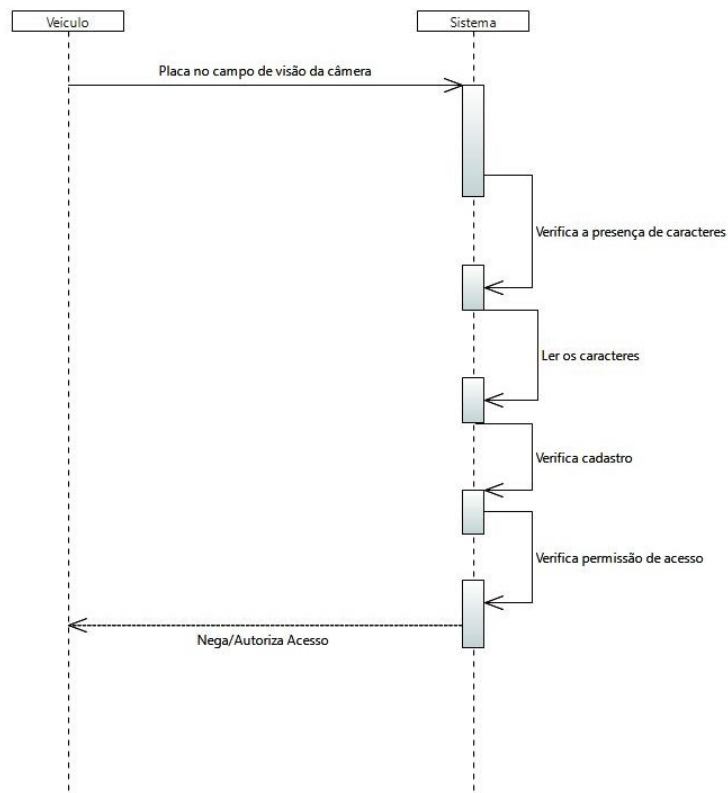 Veiculo
Sistema
Placa no campo de visão da câmera
Verifica a presença de caracteres
Ler os caracteres
Verifica cadastro
Verifica permissão de acesso
Nega/Autoriza Acesso